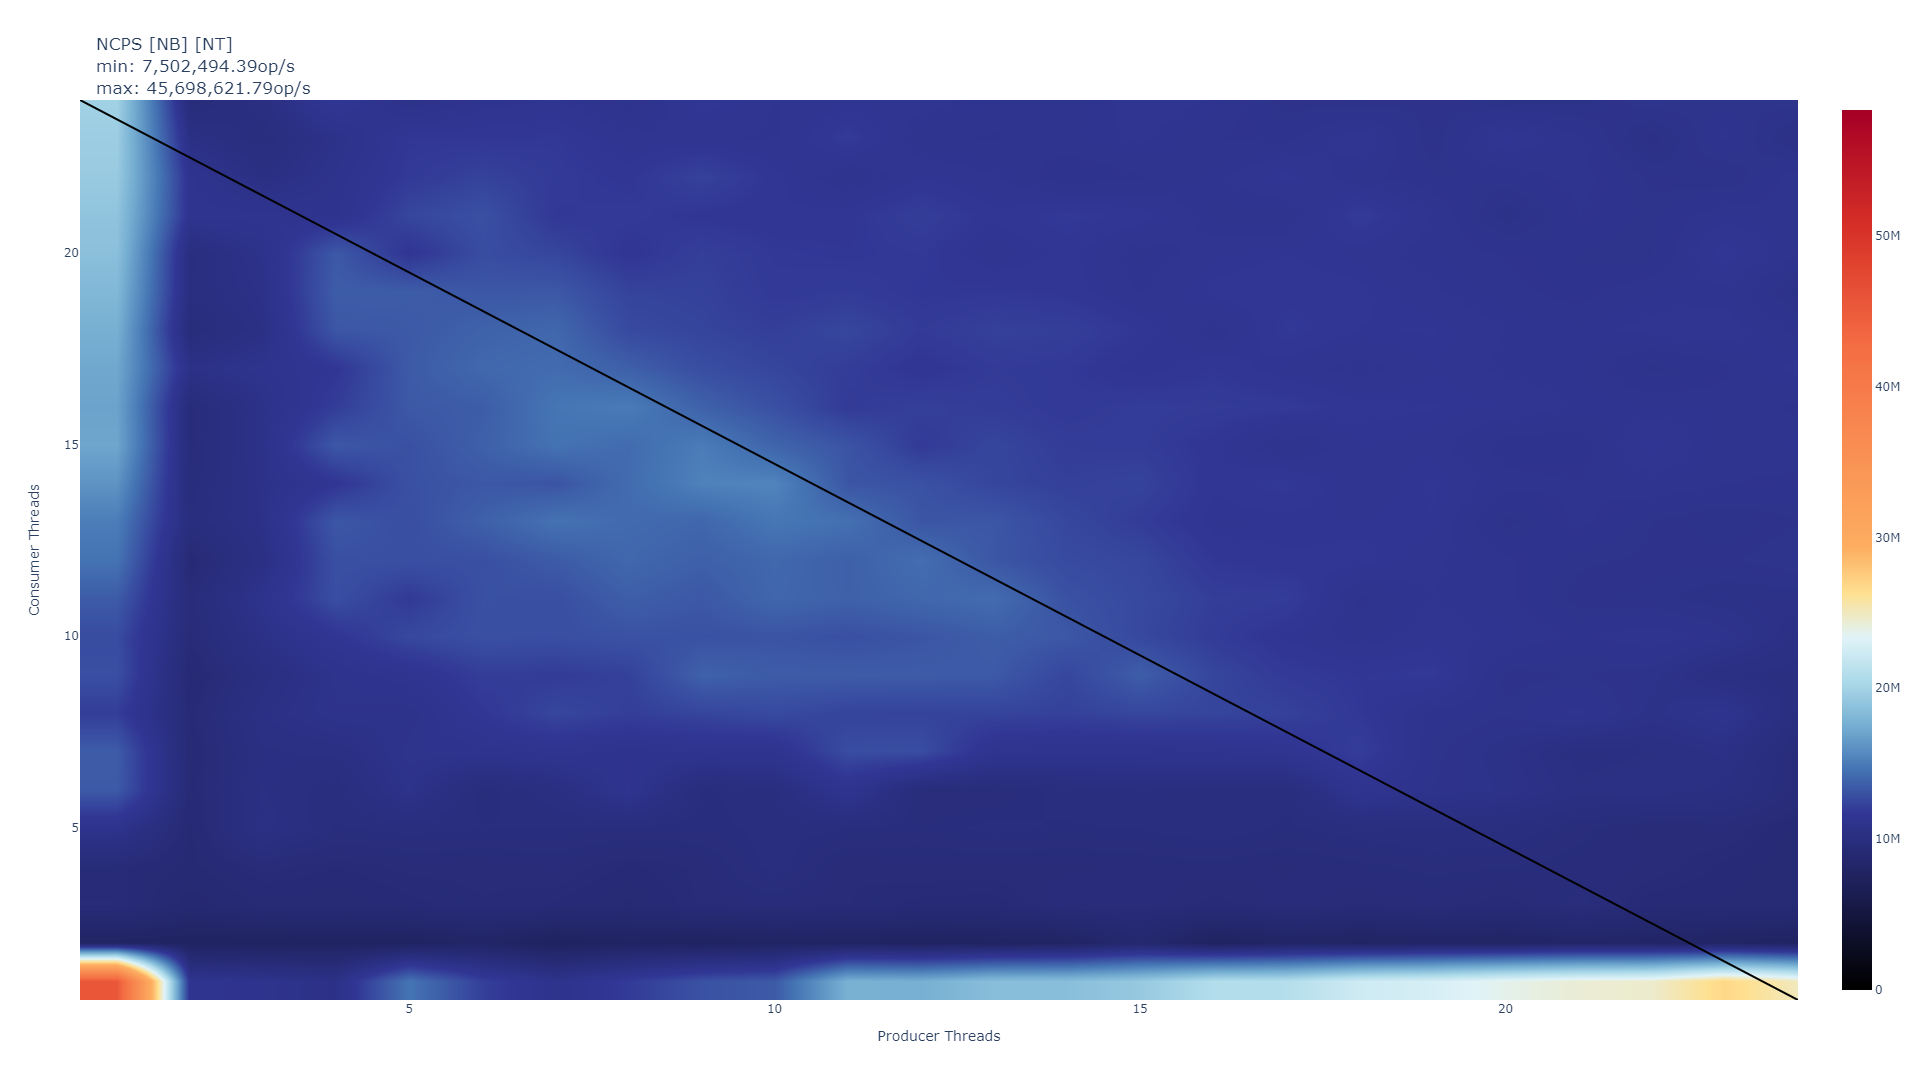 NCPS [NB] [NT]
min: 7,502,494.39op/s
max: 45,698,621.79op/s
50M
40M
30M
20M
10M
0
20
15
10
5
Consumer Threads
5
10
15
20
Producer Threads